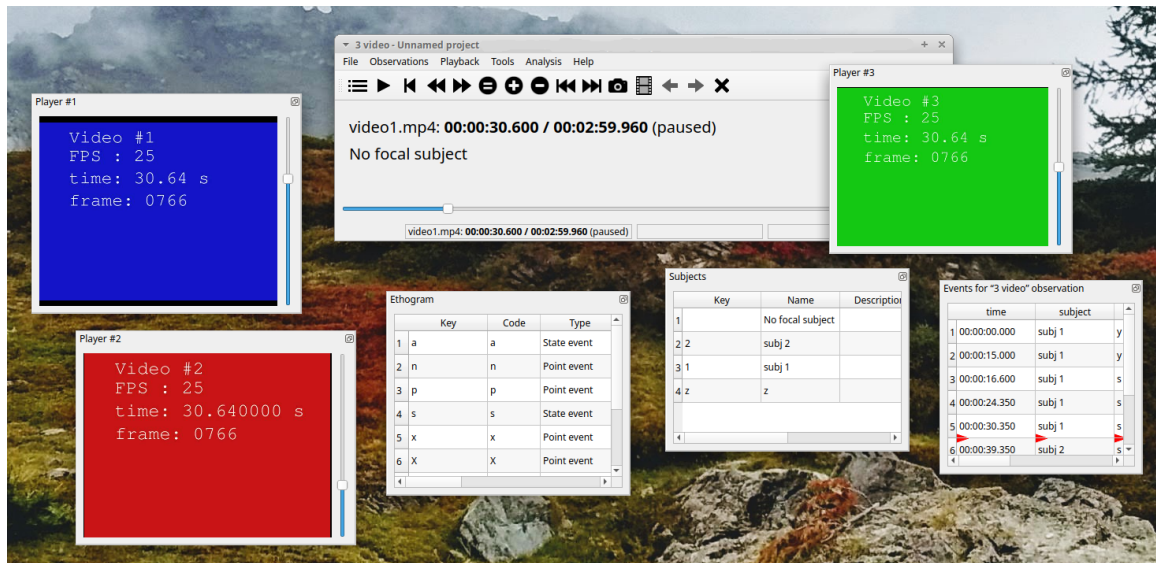 3 video - Unnamed project
File Observations Playback Tools Analysis Help
video1.mp4: 00:00:30.600 / 00:02:59.960 (paused)
No focal subject
video1.mp4: 00:00:30.600 / 00:02:59.960 (paused)
Player #1
Video #1
FPS : 25
time: 30.64 s
frame: 0766
Player #3
Video #3
FPS : 25
time: 30.64 s
frame: 0766
Player #2
Video #2
FPS : 25
time: 30.640000 s
frame: 0766
Ethogram
Key Code Type
1 a a State event
2 n n Point event
3 p p Point event
4 s s State event
5 x x Point event
6 X X Point event
Subjects
Key Name Description
1 No focal subject
2 2 subj 2
3 1 subj 1
4 z z
Events for "3 video" observation
time subject
1 00:00:00.000 subj 1 y
2 00:00:15.000 subj 1 y
3 00:00:16.600 subj 1 s
4 00:00:24.350 subj 1 s
5 00:00:30.350 subj 1 s
6 00:00:39.350 subj 2 s